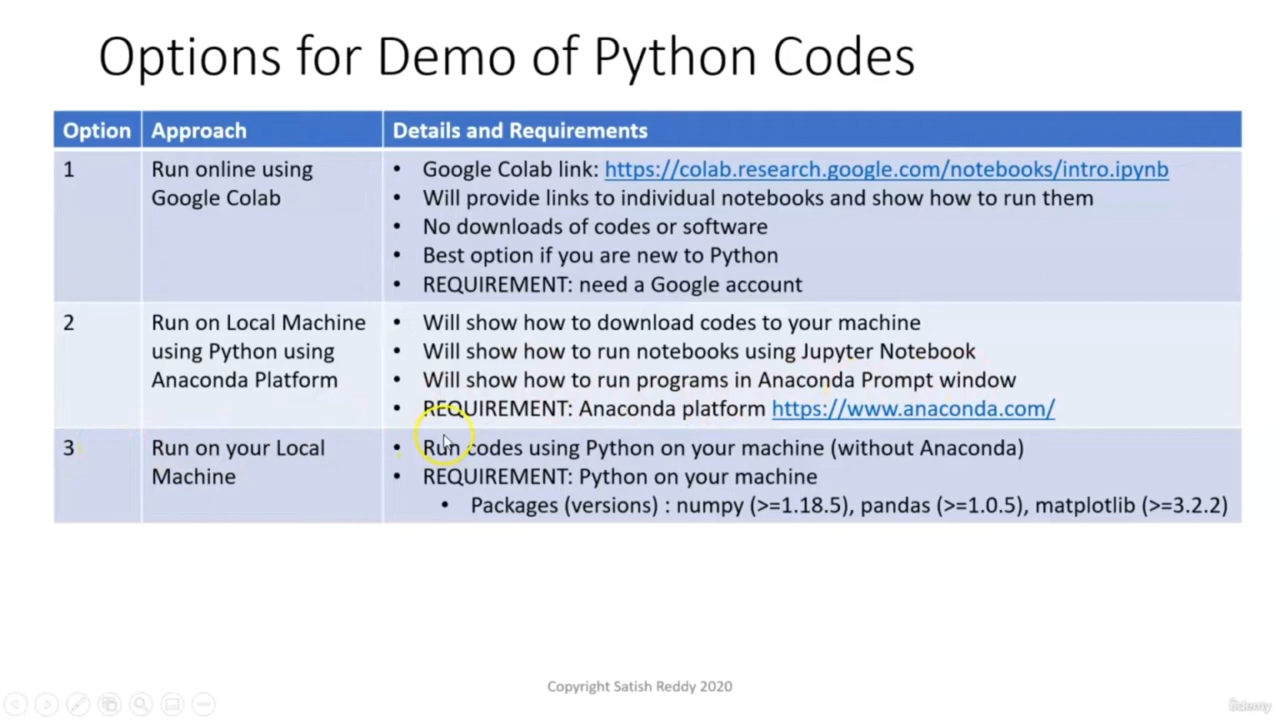 Options for Demo of Python Codes
Option Approach Details and Requirements
1 Run online using Google Colab
• Google Colab link: https://colab.research.google.com/notebooks/intro.ipynb
• Will provide links to individual notebooks and show how to run them
• No downloads of codes or software
• Best option if you are new to Python
• REQUIREMENT: need a Google account
2 Run on Local Machine
using Python using
Anaconda Platform
• Will show how to download codes to your machine
• Will show how to run notebooks using Jupyter Notebook
• Will show how to run programs in Anaconda Prompt window
• REQUIREMENT: Anaconda platform https://www.anaconda.com/
3 Run on your Local
Machine
• Run codes using Python on your machine (without Anaconda)
• REQUIREMENT: Python on your machine
• Packages (versions) : numpy (>=1.18.5), pandas (>=1.0.5), matplotlib (>=3.2.2)
Copyright Satish Reddy 2020
ûdemy